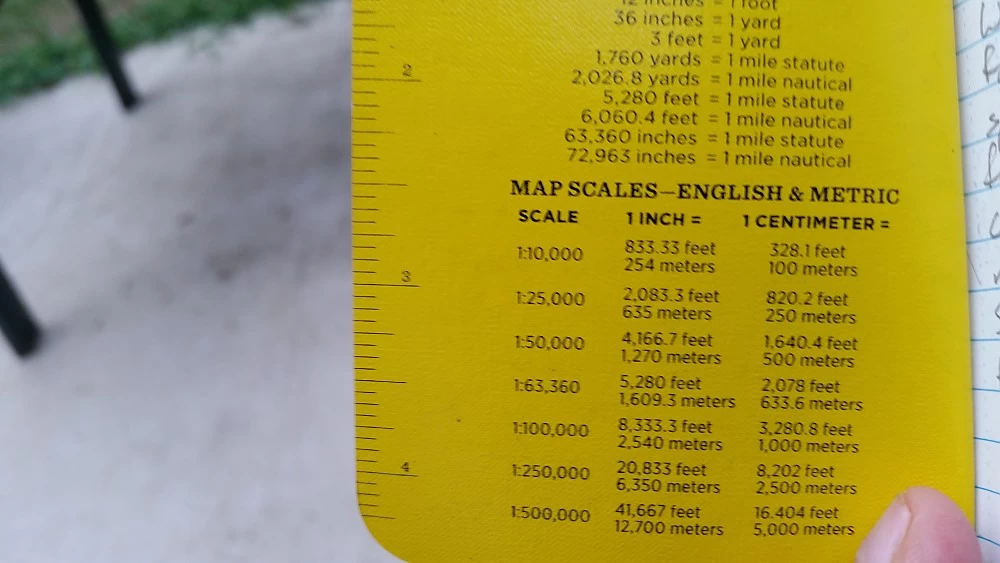 12 inches = 1 foot
36 inches = 1 yard
3 feet = 1 yard
1,760 yards = 1 mile statute
2,026.8 yards = 1 mile nautical
5,280 feet = 1 mile statute
6,060.4 feet = 1 mile nautical
63,360 inches = 1 mile statute
72,963 inches = 1 mile nautical
MAP SCALES—ENGLISH & METRIC
SCALE 1 INCH = 1 CENTIMETER =
1:10,000 833.33 feet 328.1 feet
254 meters 100 meters
1:25,000 2,083.3 feet 820.2 feet
635 meters 250 meters
1:50,000 4,166.7 feet 1,640.4 feet
1,270 meters 500 meters
1:63,360 5,280 feet 2,078 feet
1,609.3 meters 633.6 meters
1:100,000 8,333.3 feet 3,280.8 feet
2,540 meters 1,000 meters
1:250,000 20,833 feet 8,202 feet
6,350 meters 2,500 meters
1:500,000 41,667 feet 16.404 feet
12,700 meters 5,000 meters
2
3
4